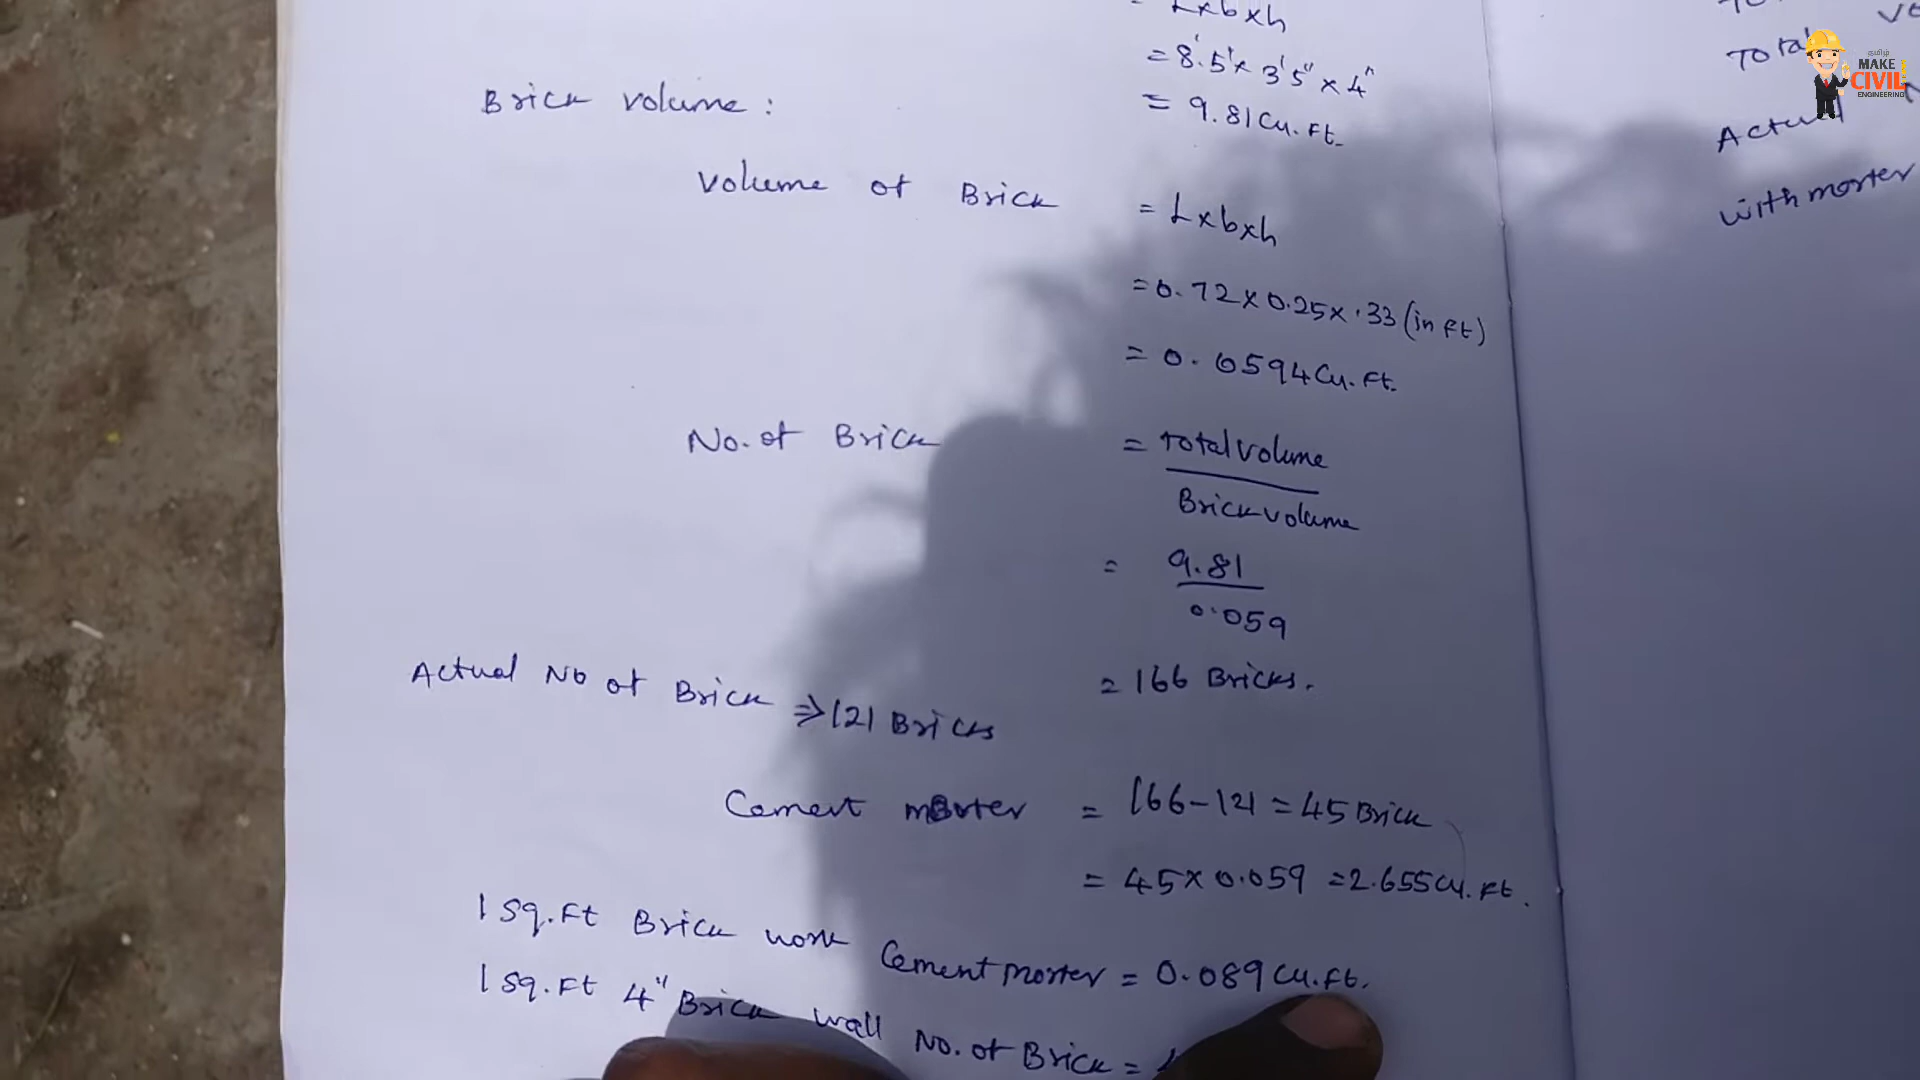 = Lxbxh
= 8'.5' x 3'5" x 4"
= 9.81 Cu.Ft.
Brick volume :
Volume of Brick = Lxbxh
= 0.72 x 0.25 x .33 (in Ft)
= 0.0594 Cu.Ft.
No. of Brick = Total volume
Brick volume
= 9.81
0.059
= 166 Bricks.
Actual No of Brick ⇒ 121 Bricks
Cement morter = 166-121 = 45 Brick
= 45 x 0.059 = 2.655 Cu.Ft.
1 Sq.Ft Brick work Cement morter = 0.089 Cu.Ft.
1 Sq.Ft 4" Brick wall No. of Brick =
Total
Actual
with morter
தமிழ்
MAKE
CIVIL
ENGINEERING